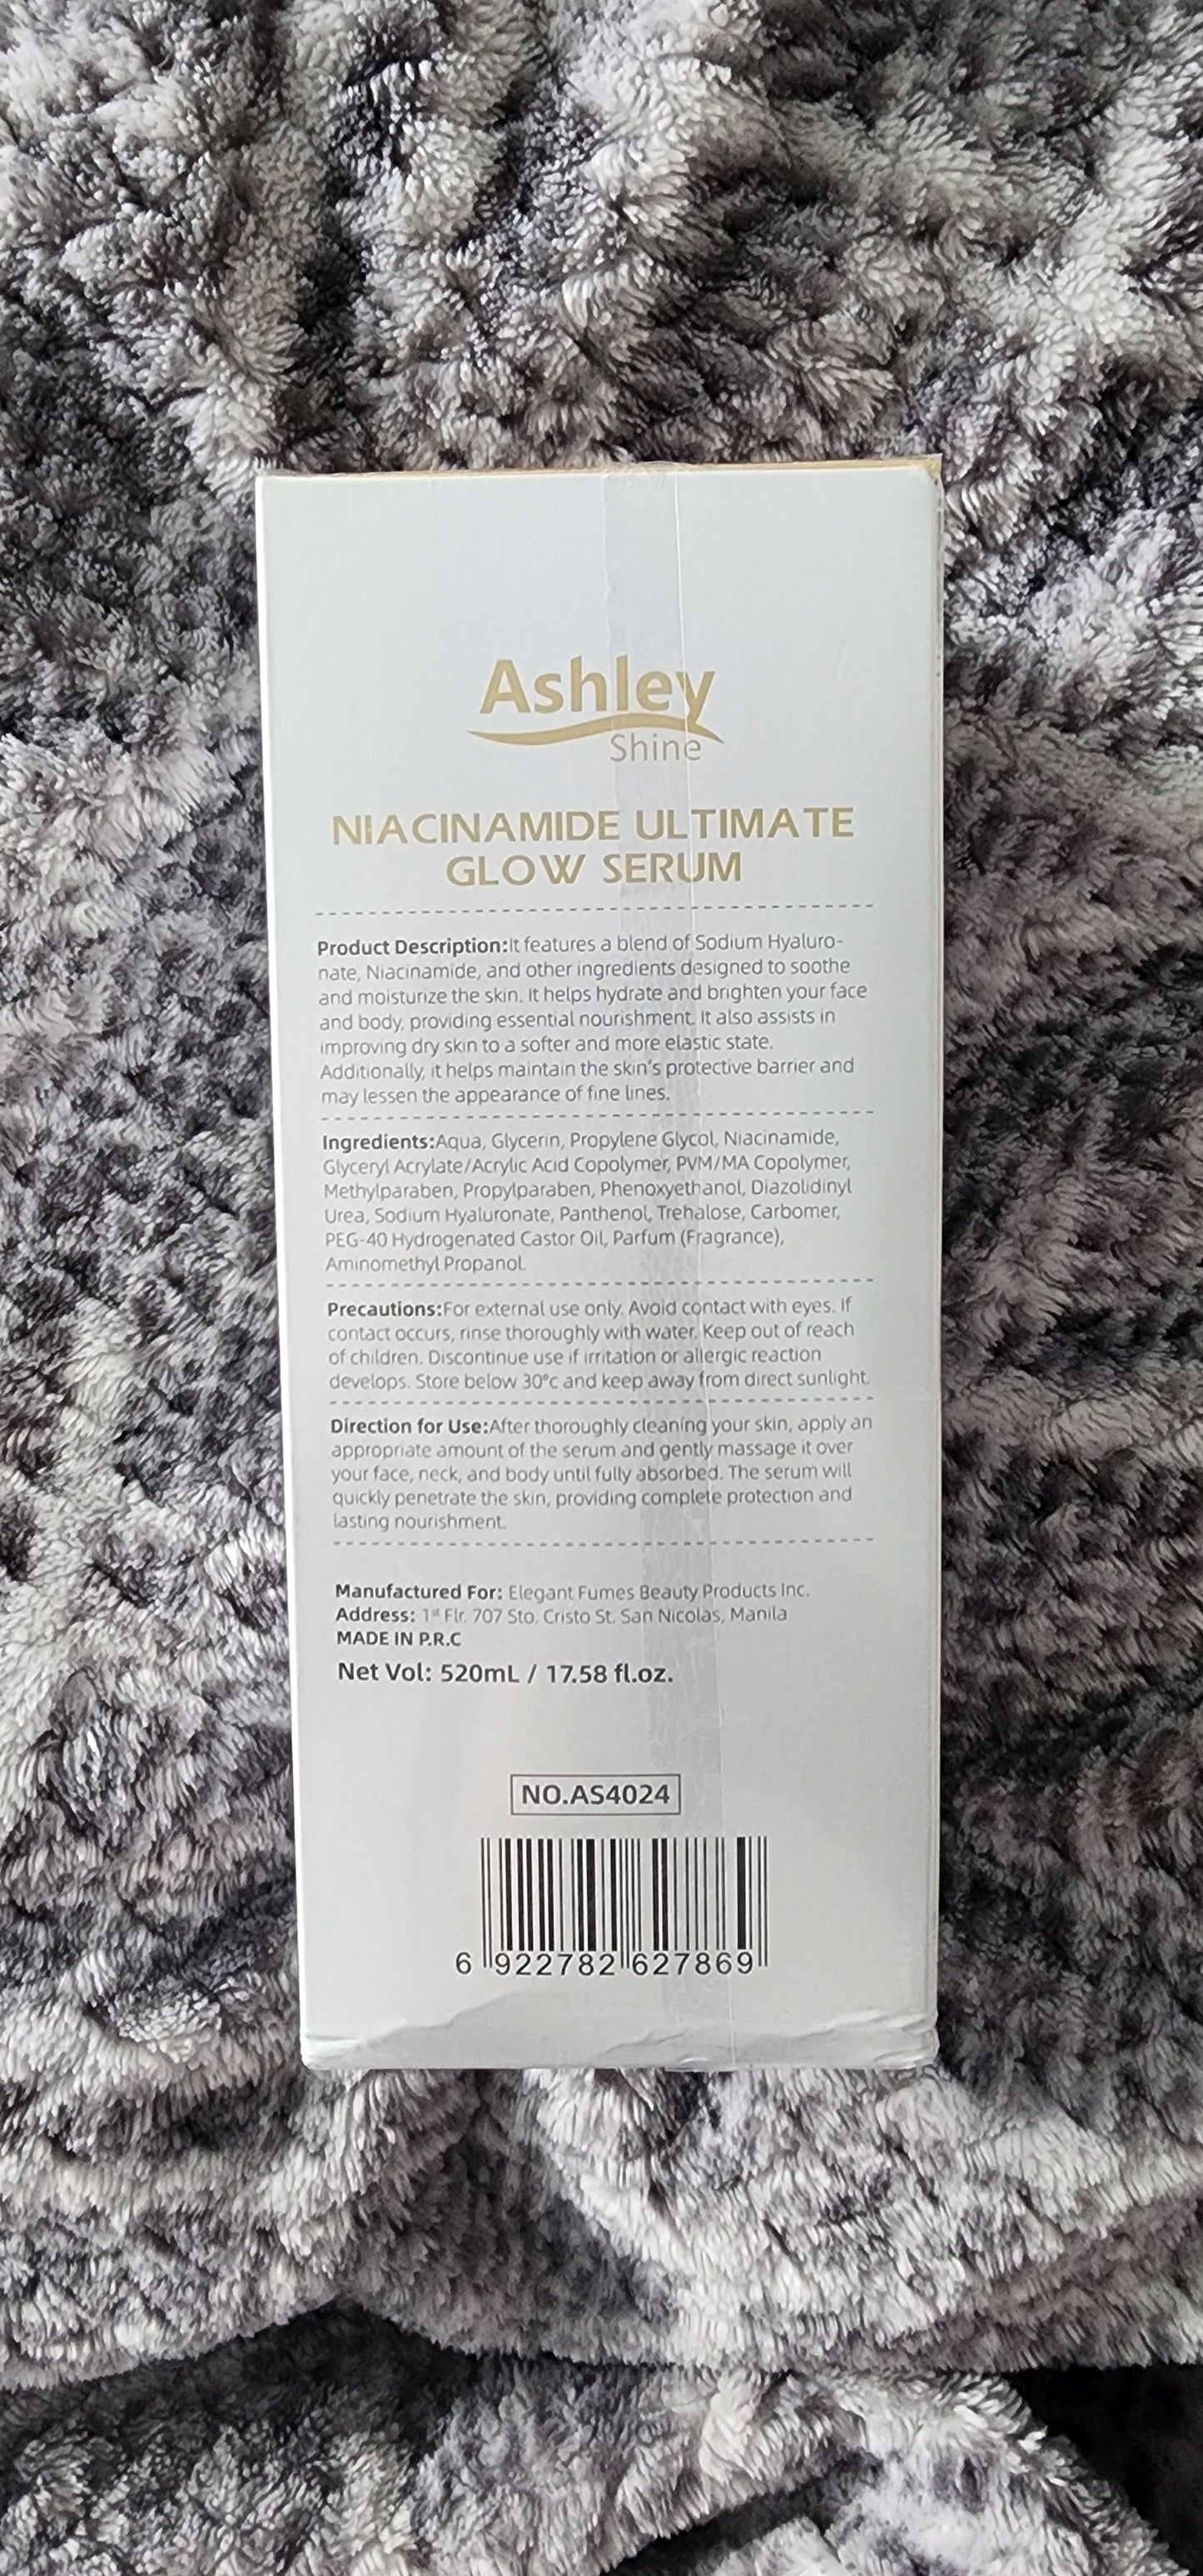 Ashley
Shine
NIACINAMIDE ULTIMATE
GLOW SERUM
Product Description:It features a blend of Sodium Hyaluro-
nate, Niacinamide, and other ingredients designed to soothe
and moisturize the skin. It helps hydrate and brighten your face
and body, providing essential nourishment. It also assists in
improving dry skin to a softer and more elastic state.
Additionally, it helps maintain the skin's protective barrier and
may lessen the appearance of fine lines.
Ingredients:Aqua, Glycerin, Propylene Glycol, Niacinamide,
Glyceryl Acrylate/Acrylic Acid Copolymer, PVM/MA Copolymer,
Methylparaben, Propylparaben, Phenoxyethanol, Diazolidinyl
Urea, Sodium Hyaluronate, Panthenol, Trehalose, Carbomer,
PEG-40 Hydrogenated Castor Oil, Parfum (Fragrance),
Aminomethyl Propanol.
Precautions:For external use only. Avoid contact with eyes. If
contact occurs, rinse thoroughly with water. Keep out of reach
of children. Discontinue use if irritation or allergic reaction
develops. Store below 30°c and keep away from direct sunlight.
Direction for Use:After thoroughly cleaning your skin, apply an
appropriate amount of the serum and gently massage it over
your face, neck, and body until fully absorbed. The serum will
quickly penetrate the skin, providing complete protection and
lasting nourishment.
Manufactured For: Elegant Fumes Beauty Products Inc.
Address: 1st Flr. 707 Sto. Cristo St. San Nicolas, Manila
MADE IN P.R.C
Net Vol: 520mL / 17.58 fl.oz.
NO.AS4024
6 922782 627869